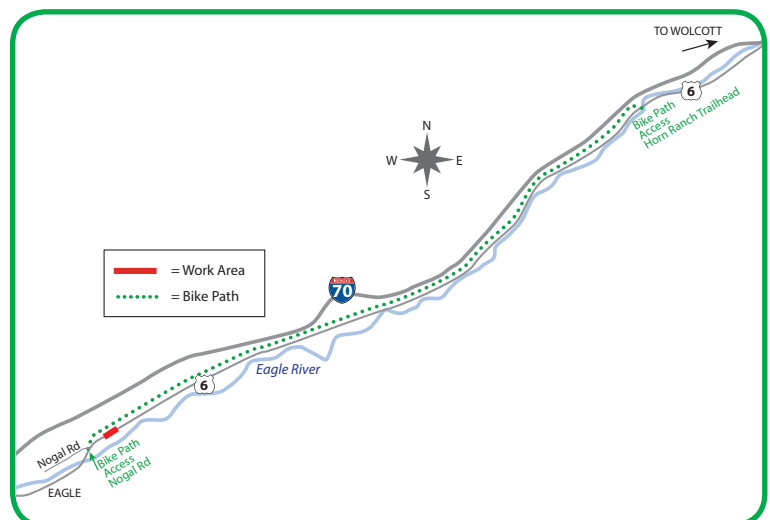 TO WOLCOTT
6
Bike Path
Access
Horn Ranch Trailhead
N
W
E
S
= Work Area
= Bike Path
70
Eagle River
6
Nogal Rd
Bike Path
Access
Nogal Rd
EAGLE